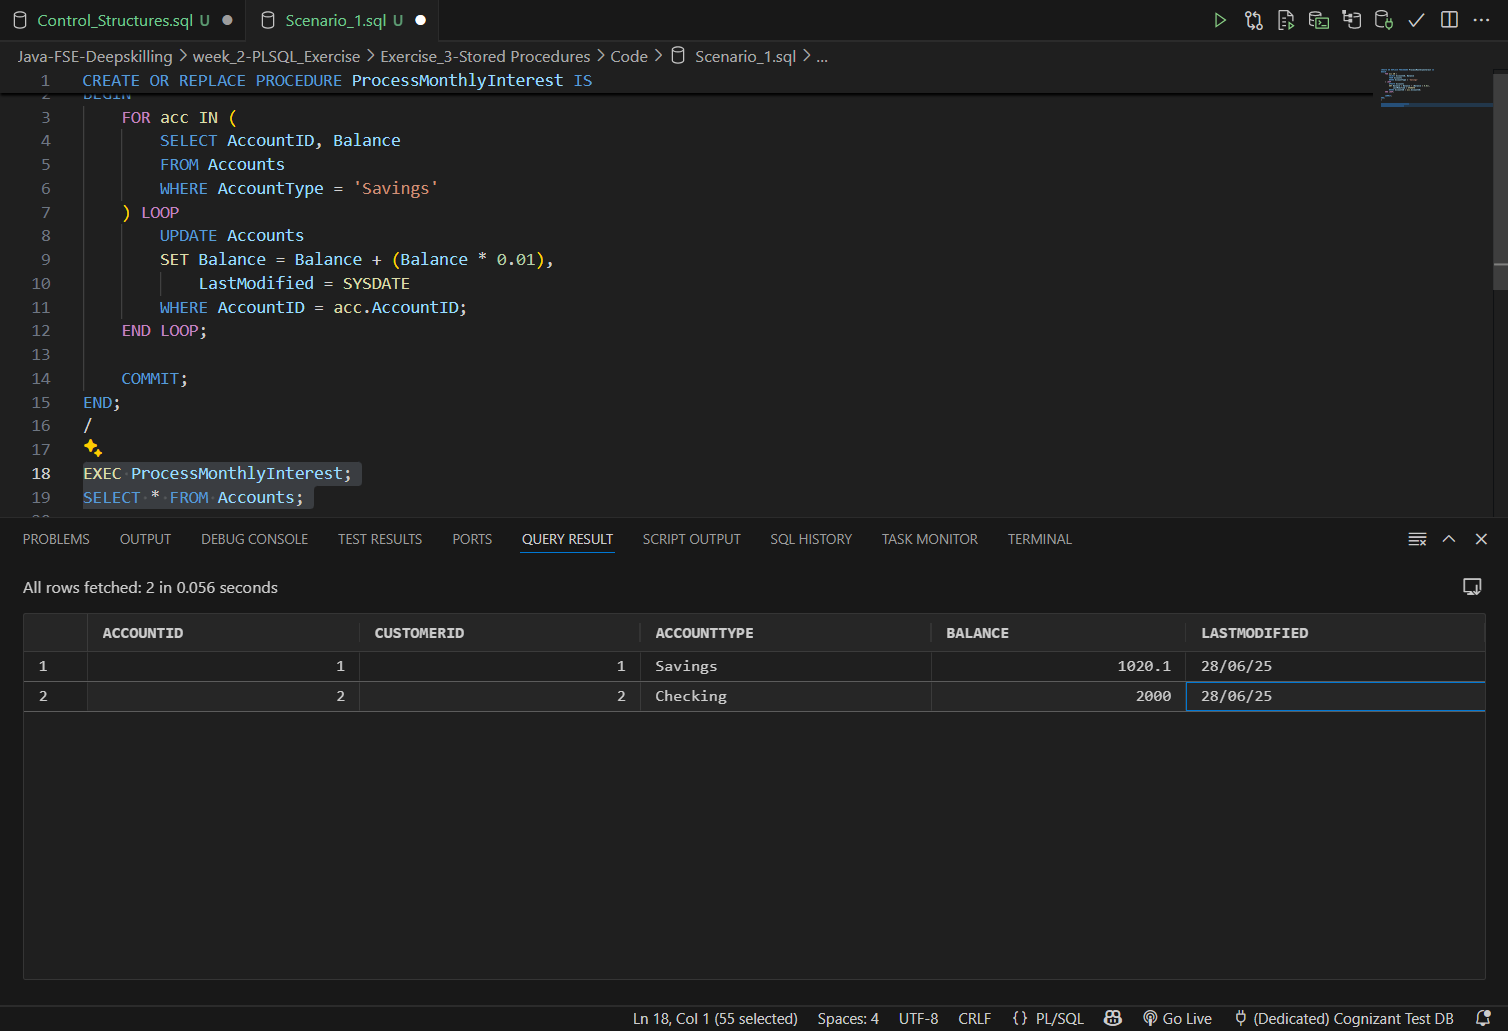 Control_Structures.sql U Scenario_1.sql U
Java-FSE-Deepskilling > week_2-PLSQL_Exercise > Exercise_3-Stored Procedures > Code > Scenario_1.sql > ...
1 CREATE OR REPLACE PROCEDURE ProcessMonthlyInterest IS
2 BEGIN
3 FOR acc IN (
4 SELECT AccountID, Balance
5 FROM Accounts
6 WHERE AccountType = 'Savings'
7 ) LOOP
8 UPDATE Accounts
9 SET Balance = Balance + (Balance * 0.01),
10 LastModified = SYSDATE
11 WHERE AccountID = acc.AccountID;
12 END LOOP;
13
14 COMMIT;
15 END;
16 /
17
18 EXEC ProcessMonthlyInterest;
19 SELECT * FROM Accounts;
PROBLEMS OUTPUT DEBUG CONSOLE TEST RESULTS PORTS QUERY RESULT SCRIPT OUTPUT SQL HISTORY TASK MONITOR TERMINAL
All rows fetched: 2 in 0.056 seconds
ACCOUNTID CUSTOMERID ACCOUNTTYPE BALANCE LASTMODIFIED
1 1 1 Savings 1020.1 28/06/25
2 2 2 Checking 2000 28/06/25
Ln 18, Col 1 (55 selected) Spaces: 4 UTF-8 CRLF {} PL/SQL Go Live (Dedicated) Cognizant Test DB